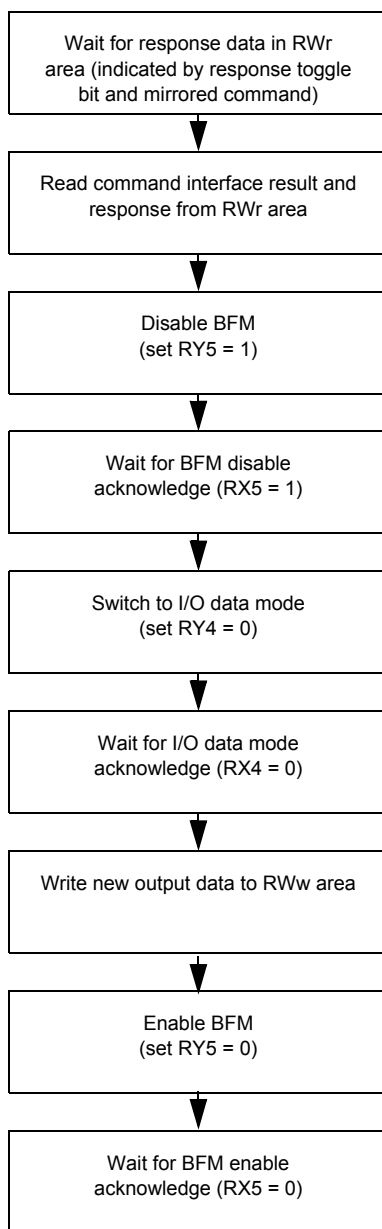 Wait for response data in RWr
area (indicated by response toggle
bit and mirrored command)
Read command interface result and
response from RWr area
Disable BFM
(set RY5 = 1)
Wait for BFM disable
acknowledge (RX5 = 1)
Switch to I/O data mode
(set RY4 = 0)
Wait for I/O data mode
acknowledge (RX4 = 0)
Write new output data to RWw area
Enable BFM
(set RY5 = 0)
Wait for BFM enable
acknowledge (RX5 = 0)